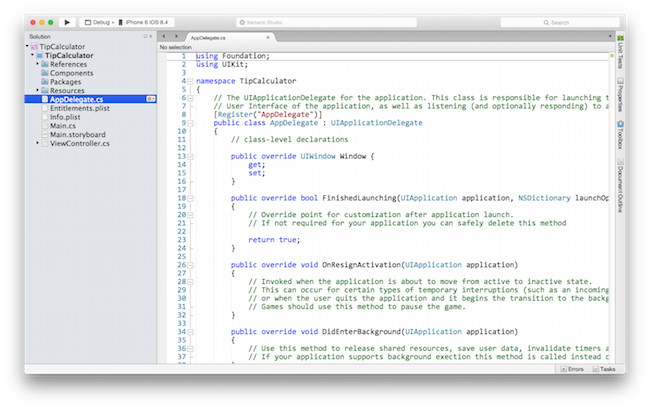 Debug
iPhone 6 iOS 8.4
Xamarin Studio
Search
Solution
AppDelegate.cs
No selection
TipCalculator
TipCalculator
References
Components
Packages
Resources
AppDelegate.cs
Entitlements.plist
Info.plist
Main.cs
Main.storyboard
ViewController.cs
1 using Foundation;
2 using UIKit;
3
4 namespace TipCalculator
5 {
6 // The UIApplicationDelegate for the application. This class is responsible for launching t
7 // User Interface of the application, as well as listening (and optionally responding) to a
8 [Register("AppDelegate")]
9 public class AppDelegate : UIApplicationDelegate
10 {
11 // class-level declarations
12
13 public override UIWindow Window {
14 get;
15 set;
16 }
17
18 public override bool FinishedLaunching(UIApplication application, NSDictionary launchOp
19 {
20 // Override point for customization after application launch.
21 // If not required for your application you can safely delete this method
22
23 return true;
24 }
25
26 public override void OnResignActivation(UIApplication application)
27 {
28 // Invoked when the application is about to move from active to inactive state.
29 // This can occur for certain types of temporary interruptions (such as an incoming
30 // or when the user quits the application and it begins the transition to the backg
31 // Games should use this method to pause the game.
32 }
33
34 public override void DidEnterBackground(UIApplication application)
35 {
36 // Use this method to release shared resources, save user data, invalidate timers a
37 // If your application supports background exection this method is called instead o
Unit Tests
Properties
Toolbox
Document Outline
Errors
Tasks